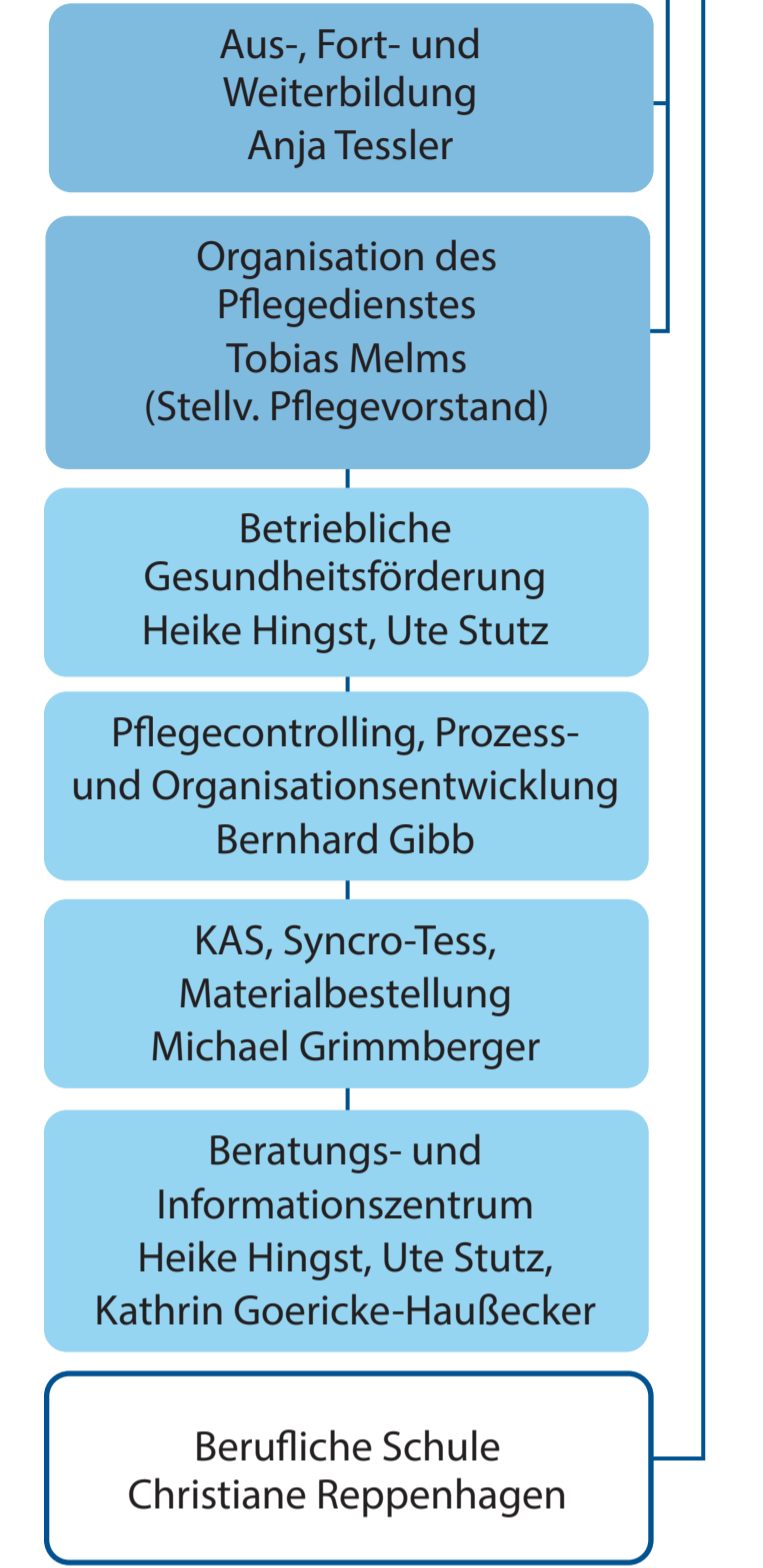 Aus-, Fort- und
Weiterbildung
Anja Tessler
Organisation des
Pflegedienstes
Tobias Melms
(Stellv. Pflegevorstand)
Betriebliche
Gesundheitsförderung
Heike Hingst, Ute Stutz
Pflegecontrolling, Prozess-
und Organisationsentwicklung
Bernhard Gibb
KAS, Syncro-Tess,
Materialbestellung
Michael Grimmberger
Beratungs- und
Informationszentrum
Heike Hingst, Ute Stutz,
Kathrin Goericke-Haußecker
Berufliche Schule
Christiane Reppenhagen